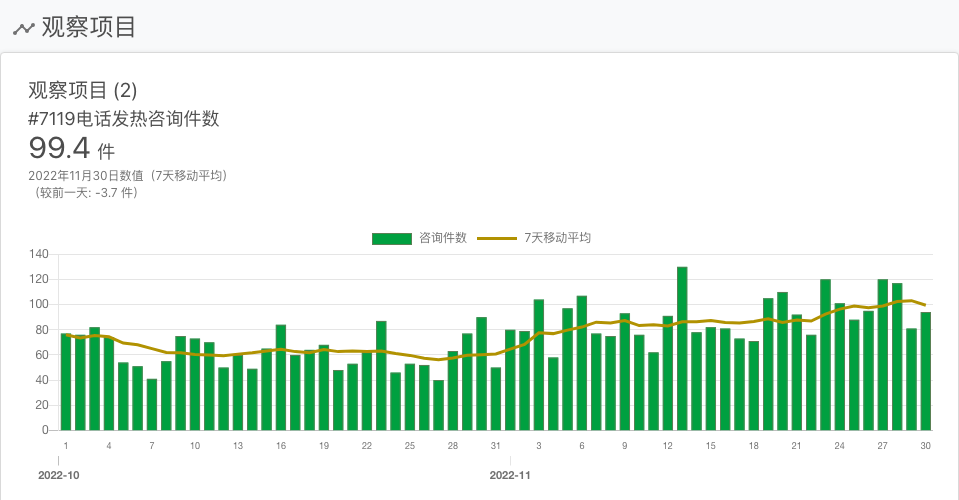 观察项目
观察项目 (2)
#7119电话发热咨询件数
99.4 件
2022年11月30日数值（7天移动平均）
（较前一天: -3.7 件）
咨询件数 7天移动平均
140
120
100
80
60
40
20
0
1 4 7 10 13 16 19 22 25 28 31 3 6 9 12 15 18 21 24 27 30
2022-10 2022-11